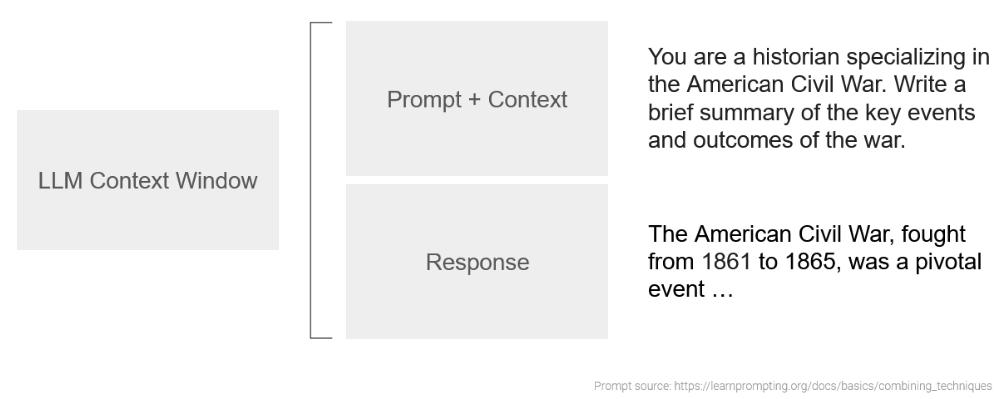 LLM Context Window
Prompt + Context
You are a historian specializing in
the American Civil War. Write a
brief summary of the key events
and outcomes of the war.
Response
The American Civil War, fought
from 1861 to 1865, was a pivotal
event …
Prompt source: https://learnprompting.org/docs/basics/combining_techniques